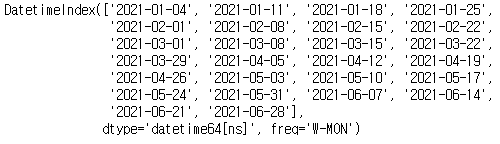 DatetimeIndex(['2021-01-04', '2021-01-11', '2021-01-18', '2021-01-25',
'2021-02-01', '2021-02-08', '2021-02-15', '2021-02-22',
'2021-03-01', '2021-03-08', '2021-03-15', '2021-03-22',
'2021-03-29', '2021-04-05', '2021-04-12', '2021-04-19',
'2021-04-26', '2021-05-03', '2021-05-10', '2021-05-17',
'2021-05-24', '2021-05-31', '2021-06-07', '2021-06-14',
'2021-06-21', '2021-06-28'],
dtype='datetime64[ns]', freq='W-MON')